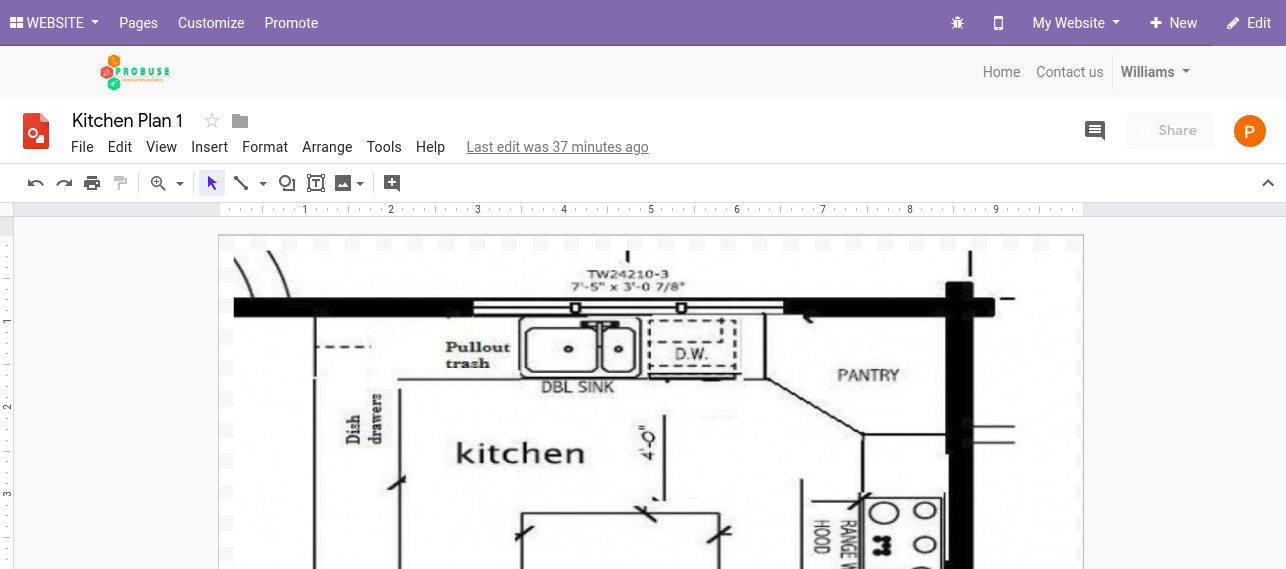 WEBSITE Pages Customize Promote My Website New Edit
PROBUSE
Home Contact us Williams
Kitchen Plan 1
File Edit View Insert Format Arrange Tools Help Last edit was 37 minutes ago
Share P
1 2 3 4 5 6 7 8 9
TW24210-3
7'-5" x 3'-0 7/8"
1
Pullout
trash
D.W.
DBL SINK
PANTRY
2
Dish
drawers
kitchen
4'-0"
3
RANGE W
HOOD